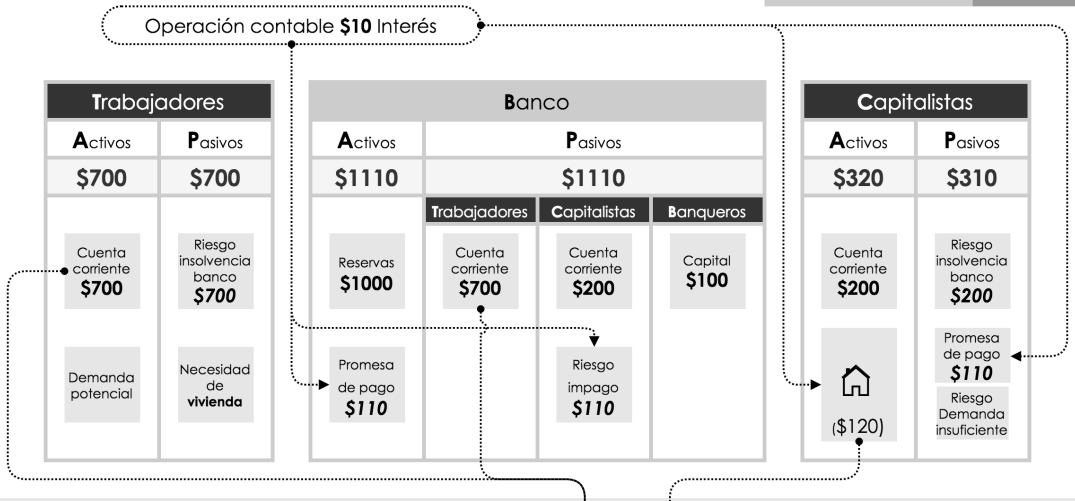 Operación contable $10 Interés
Trabajadores
Activos
Pasivos
$700
$700
Cuenta
corriente
$700
Riesgo
insolvencia
banco
$700
Demanda
potencial
Necesidad
de
vivienda
Banco
Activos
Pasivos
$1110
$1110
Trabajadores
Capitalistas
Banqueros
Reservas
$1000
Cuenta
corriente
$700
Cuenta
corriente
$200
Capital
$100
Promesa
de pago
$110
Riesgo
impago
$110
Capitalistas
Activos
Pasivos
$320
$310
Cuenta
corriente
$200
Riesgo
insolvencia
banco
$200
($120)
Promesa
de pago
$110
Riesgo
Demanda
insuficiente